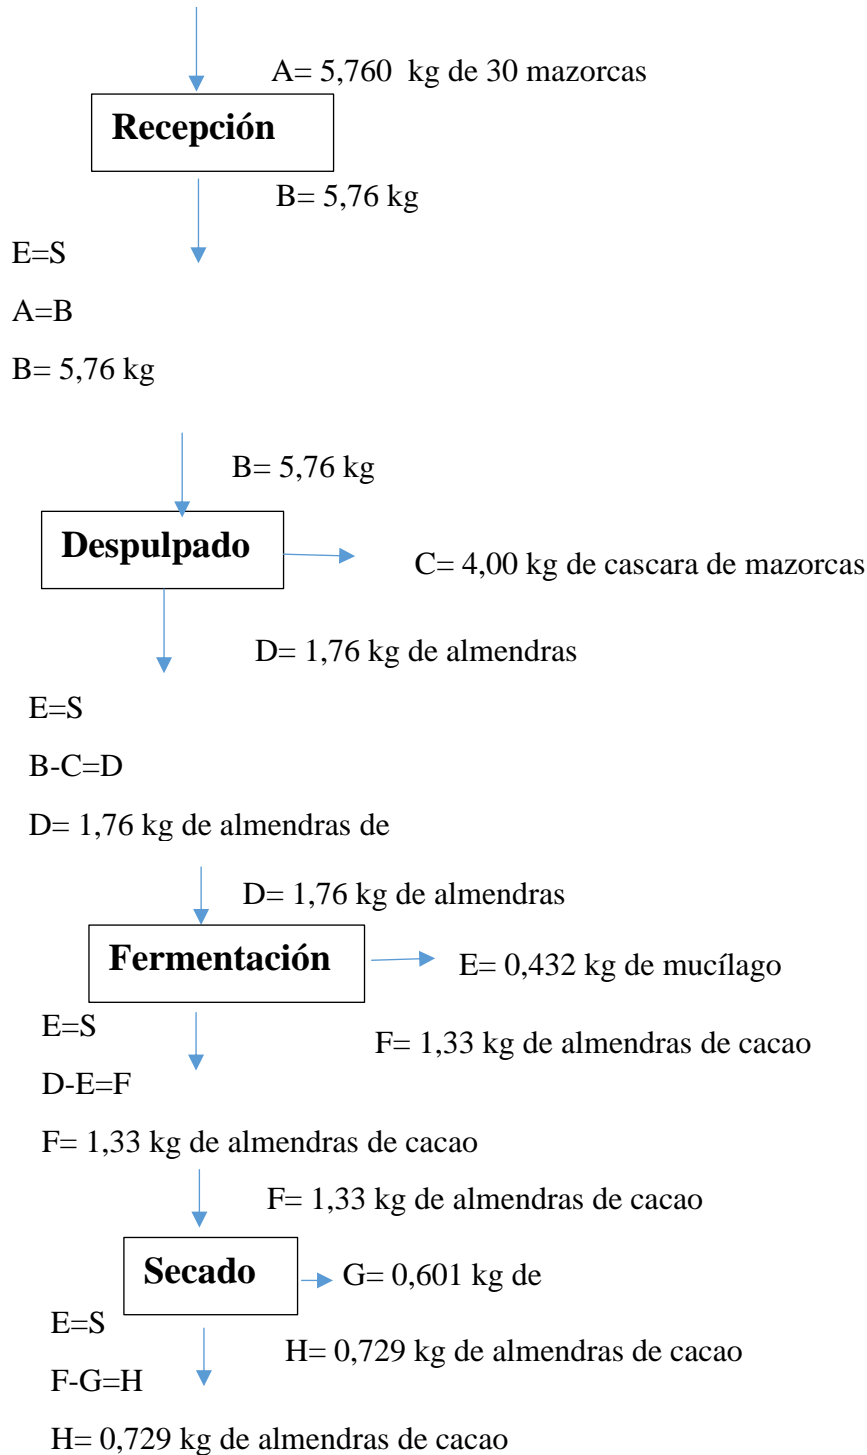 A= 5,760 kg de 30 mazorcas
Recepción
B= 5,76 kg
E=S
A=B
B= 5,76 kg
B= 5,76 kg
Despulpado
C= 4,00 kg de cascara de mazorcas
D= 1,76 kg de almendras
E=S
B-C=D
D= 1,76 kg de almendras de
D= 1,76 kg de almendras
Fermentación
E= 0,432 kg de mucílago
E=S
F= 1,33 kg de almendras de cacao
D-E=F
F= 1,33 kg de almendras de cacao
F= 1,33 kg de almendras de cacao
Secado
G= 0,601 kg de
E=S
H= 0,729 kg de almendras de cacao
F-G=H
H= 0,729 kg de almendras de cacao